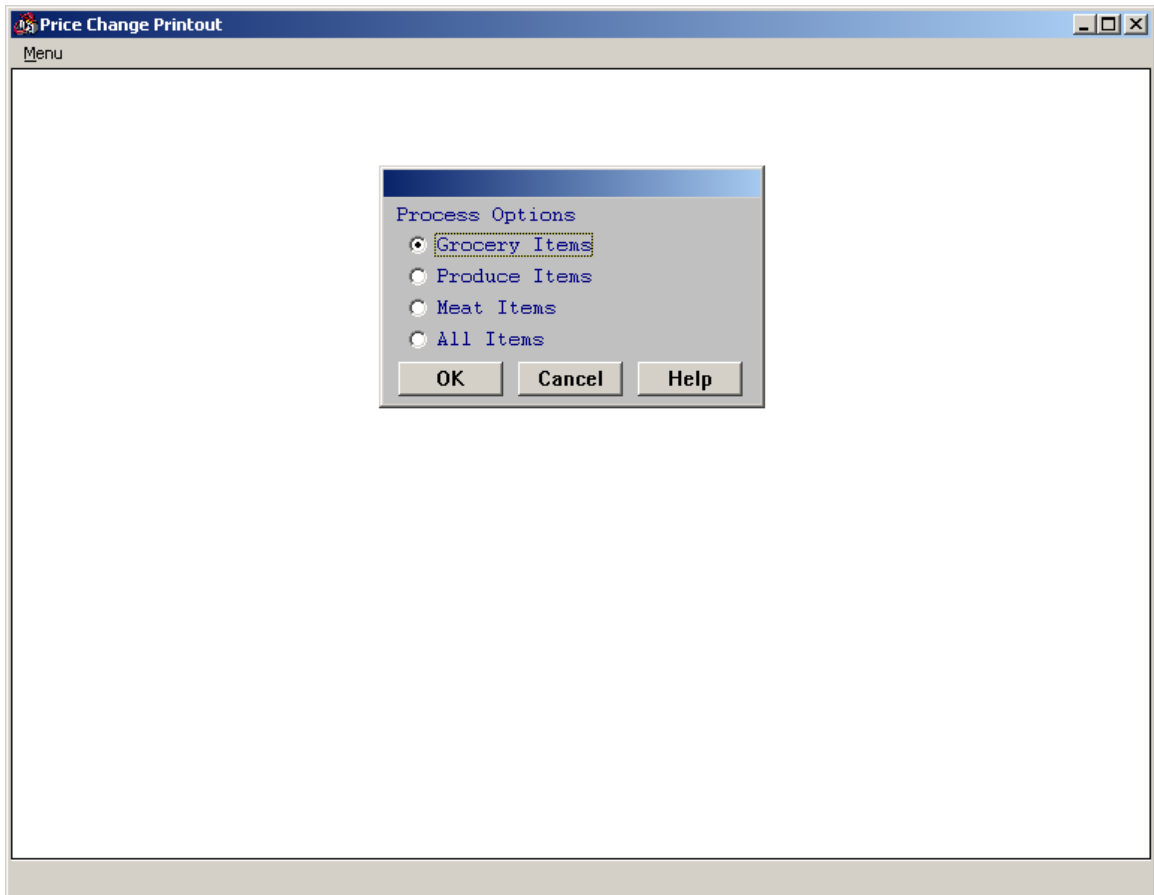 Price Change Printout
Menu
Process Options
Grocery Items
Produce Items
Meat Items
All Items
OK Cancel Help